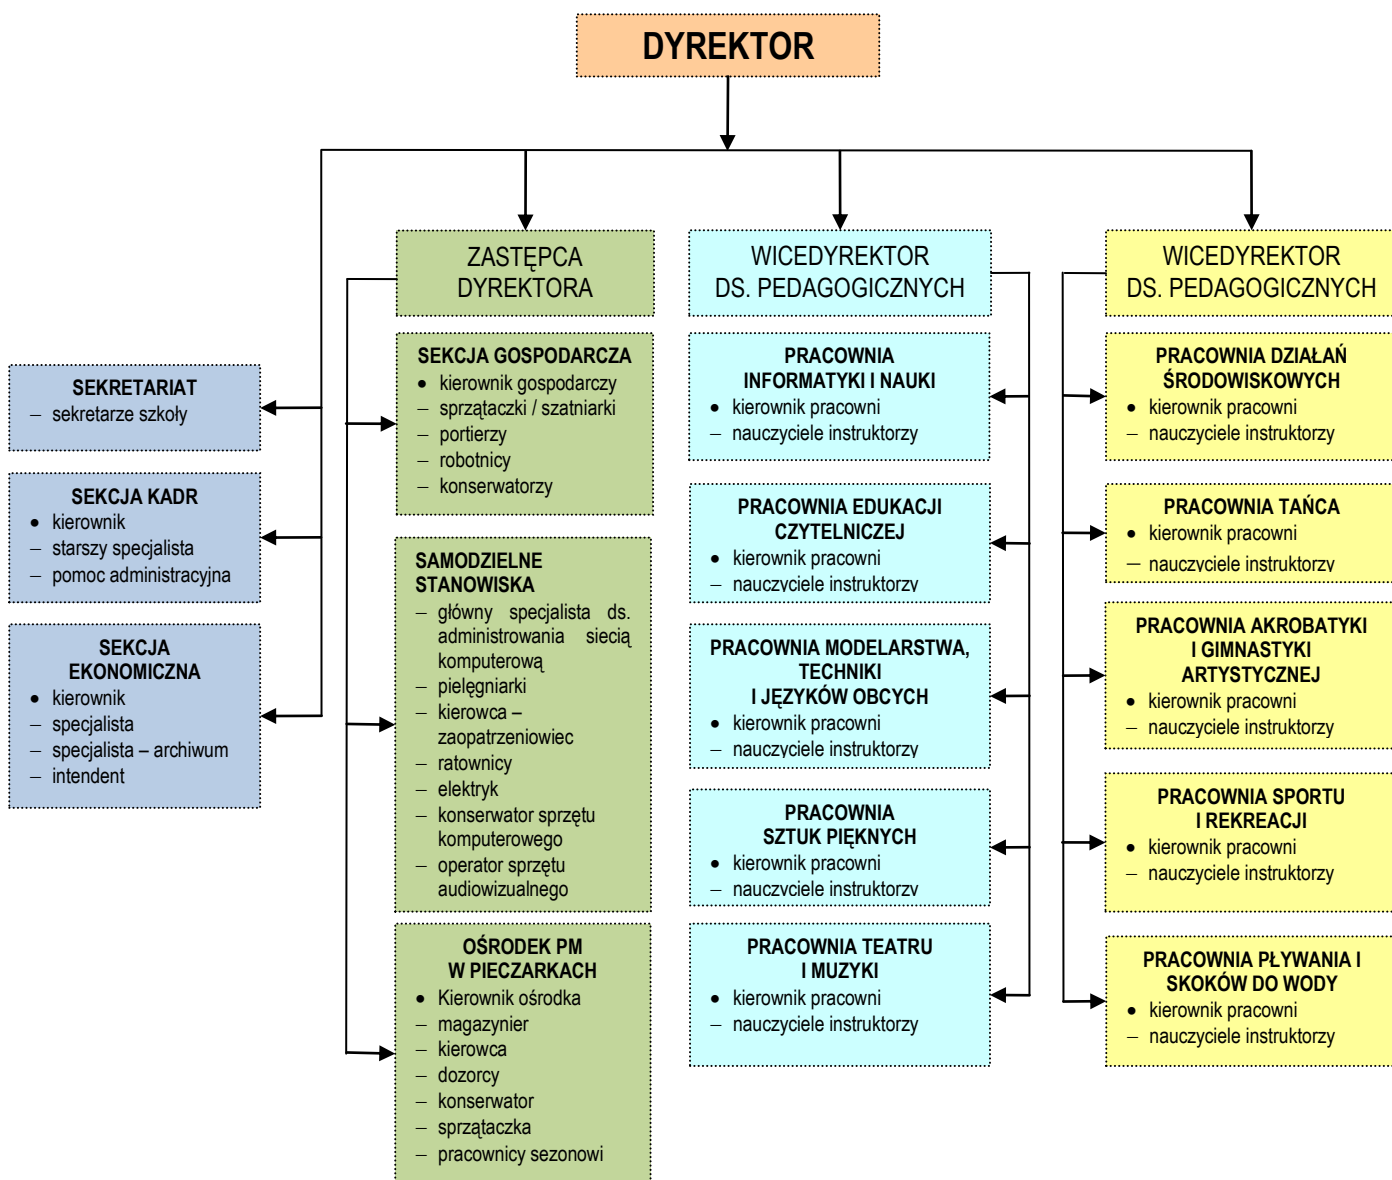 DYREKTOR
SEKRETARIAT
– sekretarze szkoły
SEKCJA KADR
• kierownik
– starszy specjalista
– pomoc administracyjna
SEKCJA
EKONOMICZNA
• kierownik
– specjalista
– specjalista – archiwum
– intendent
ZASTĘPCA
DYREKTORA
SEKCJA GOSPODARCZA
• kierownik gospodarczy
– sprzątaczki / szatniarki
– portierzy
– robotnicy
– konserwatorzy
SAMODZIELNE
STANOWISKA
– główny specjalista ds.
administrowania siecią
komputerową
– pielęgniarki
– kierowca –
zaopatrzeniowiec
– ratownicy
– elektryk
– konserwator sprzętu
komputerowego
– operator sprzętu
audiowizualnego
OŚRODEK PM
W PIECZARKACH
• Kierownik ośrodka
– magazynier
– kierowca
– dozorcy
– konserwator
– sprzątaczka
– pracownicy sezonowi
WICEDYREKTOR
DS. PEDAGOGICZNYCH
PRACOWNIA
INFORMATYKI I NAUKI
• kierownik pracowni
– nauczyciele instruktorzy
PRACOWNIA EDUKACJI
CZYTELNICZEJ
• kierownik pracowni
– nauczyciele instruktorzy
PRACOWNIA MODELARSTWA,
TECHNIKI
I JĘZYKÓW OBCYCH
• kierownik pracowni
– nauczyciele instruktorzy
PRACOWNIA
SZTUK PIĘKNYCH
• kierownik pracowni
– nauczyciele instruktorzy
PRACOWNIA TEATRU
I MUZYKI
• kierownik pracowni
– nauczyciele instruktorzy
WICEDYREKTOR
DS. PEDAGOGICZNYCH
PRACOWNIA DZIAŁAŃ
ŚRODOWISKOWYCH
• kierownik pracowni
– nauczyciele instruktorzy
PRACOWNIA TAŃCA
• kierownik pracowni
– nauczyciele instruktorzy
PRACOWNIA AKROBATYKI
I GIMNASTYKI
ARTYSTYCZNEJ
• kierownik pracowni
– nauczyciele instruktorzy
PRACOWNIA SPORTU
I REKREACJI
• kierownik pracowni
– nauczyciele instruktorzy
PRACOWNIA PŁYWANIA I
SKOKÓW DO WODY
• kierownik pracowni
– nauczyciele instruktorzy